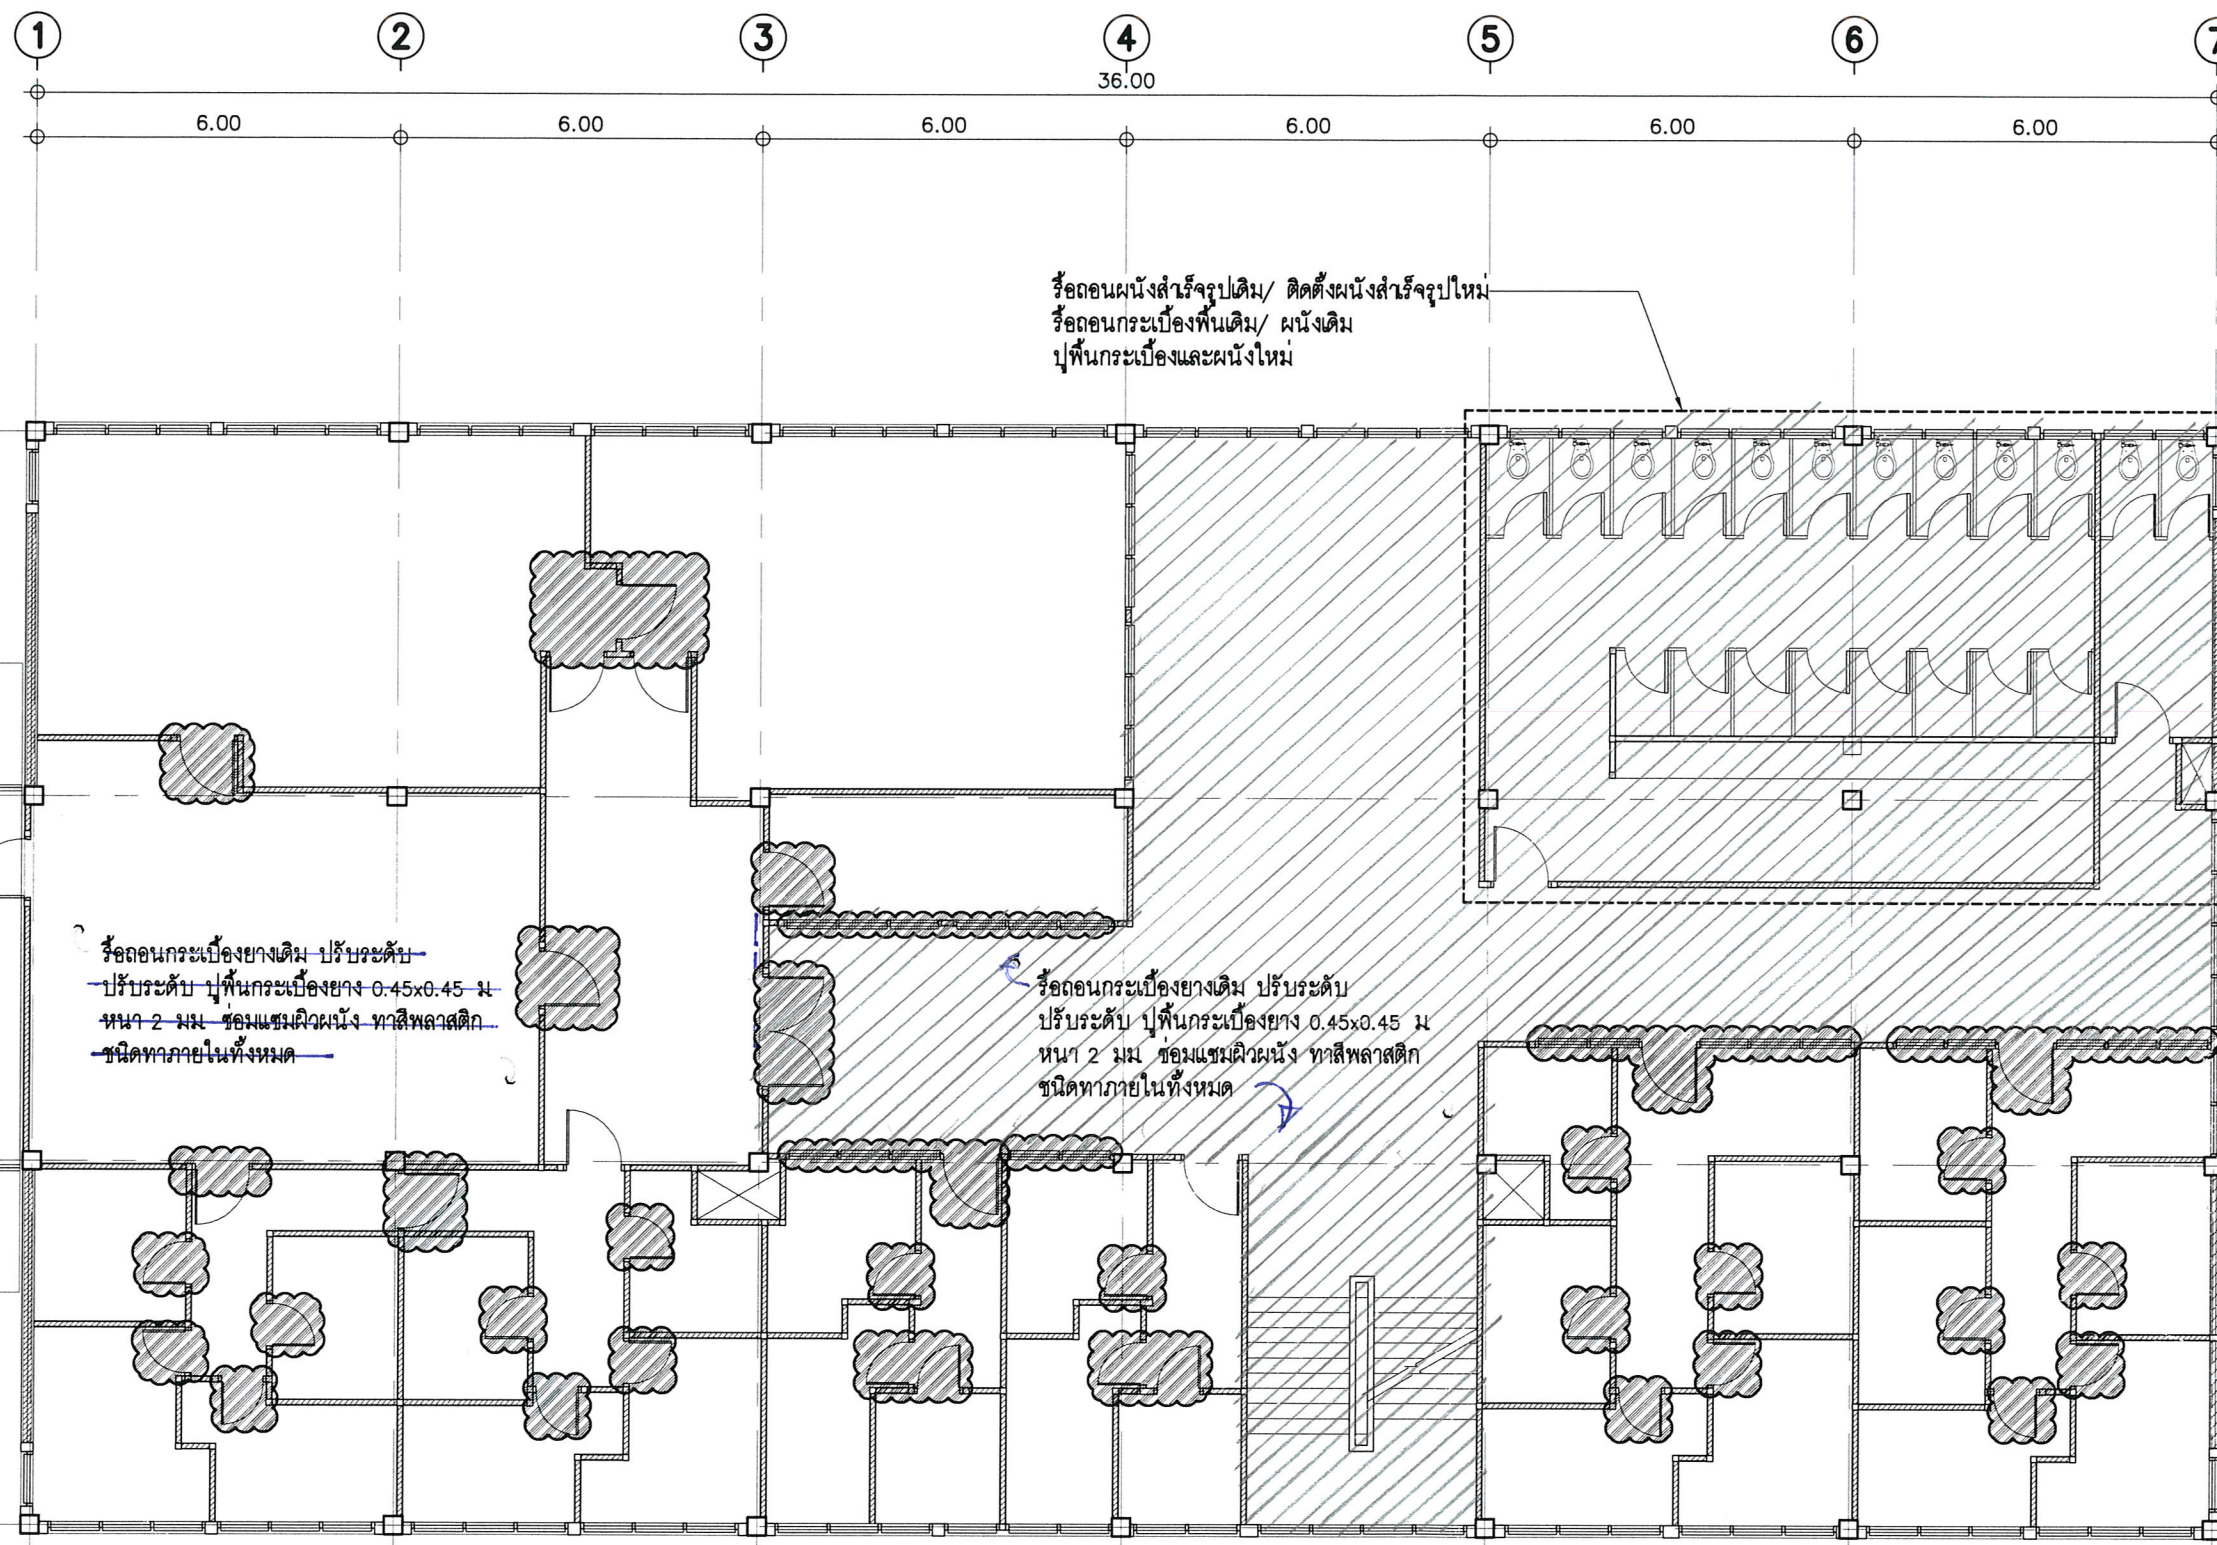 1 2 3 4 5 6 7
36.00
6.00 6.00 6.00 6.00 6.00 6.00
รื้อถอนผนังสำเร็จรูปเดิม/ ติดตั้งผนังสำเร็จรูปใหม่
รื้อถอนกระเบื้องพื้นเดิม/ ผนังเดิม
ปูพื้นกระเบื้องและผนังใหม่
รื้อถอนกระเบื้องยางเดิม ปรับระดับ
ปรับระดับ ปูพื้นกระเบื้องยาง 0.45x0.45 ม
หนา 2 มม ซ่อมแซมผิวผนัง ทาสีพลาสติก
ชนิดทาภายในทั้งหมด
รื้อถอนกระเบื้องยางเดิม ปรับระดับ
ปรับระดับ ปูพื้นกระเบื้องยาง 0.45x0.45 ม
หนา 2 มม ซ่อมแซมผิวผนัง ทาสีพลาสติก
ชนิดทาภายในทั้งหมด